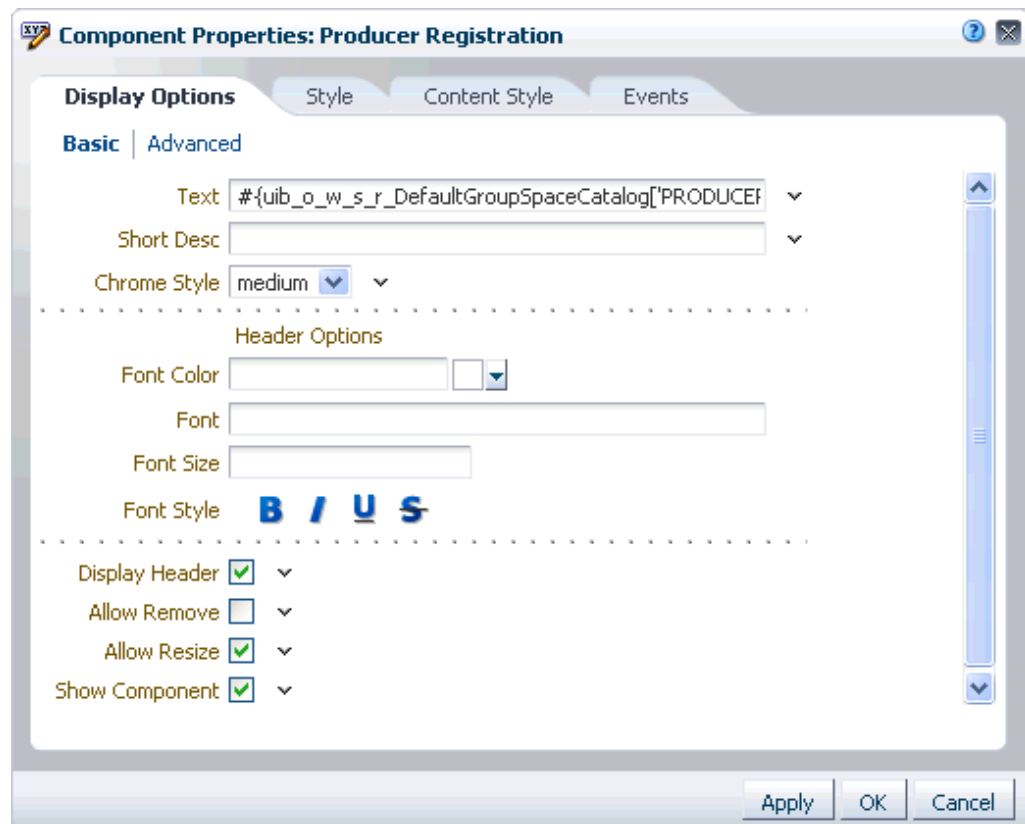 Component Properties: Producer Registration
Display Options Style Content Style Events
Basic Advanced
Text #{uib_o_w_s_r_DefaultGroupSpaceCatalog['PRODUCER
Short Desc
Chrome Style medium
Header Options
Font Color
Font
Font Size
Font Style B I U S
Display Header
Allow Remove
Allow Resize
Show Component
Apply OK Cancel